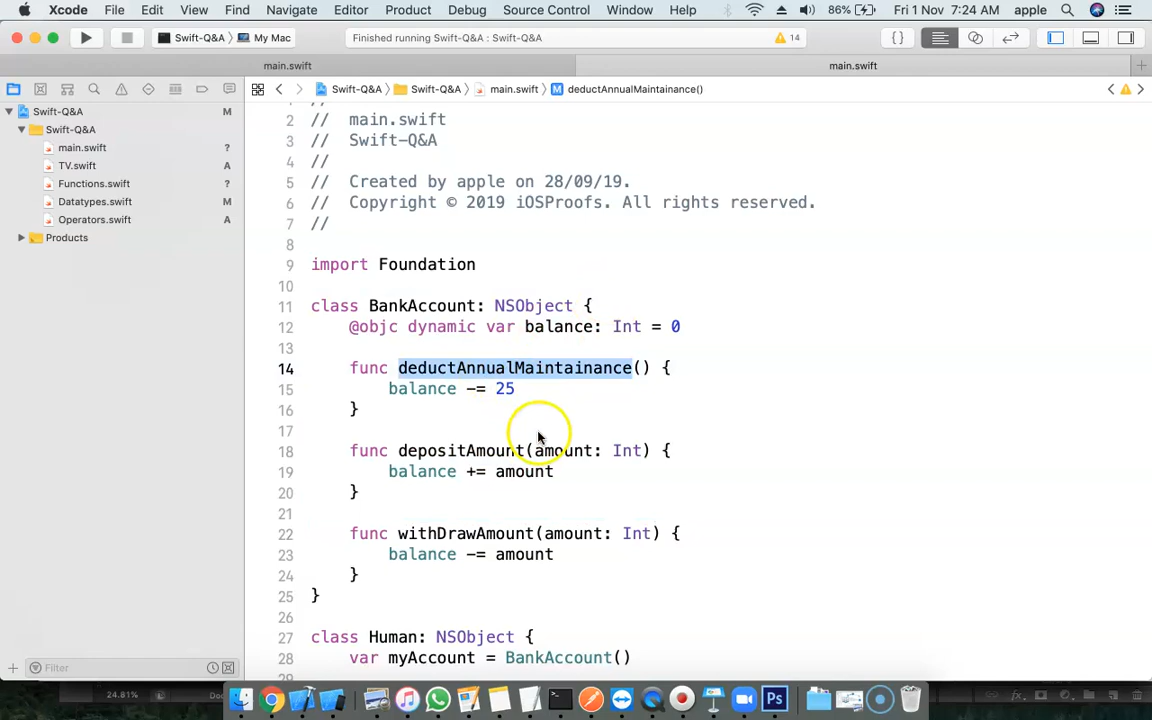 Xcode File Edit View Find Navigate Editor Product Debug Source Control Window Help 86% Fri 1 Nov 7:24 AM apple
Swift-Q&A My Mac Finished running Swift-Q&A : Swift-Q&A 14
main.swift main.swift
Swift-Q&A Swift-Q&A main.swift M deductAnnualMaintainance()
Swift-Q&A M
Swift-Q&A
main.swift ?
TV.swift A
Functions.swift ?
Datatypes.swift M
Operators.swift A
Products
//
2 // main.swift
3 // Swift-Q&A
4 //
5 // Created by apple on 28/09/19.
6 // Copyright © 2019 iOSProofs. All rights reserved.
7 //
8
9 import Foundation
10
11 class BankAccount: NSObject {
12 @objc dynamic var balance: Int = 0
13
14 func deductAnnualMaintainance() {
15 balance -= 25
16 }
17
18 func depositAmount(amount: Int) {
19 balance += amount
20 }
21
22 func withDrawAmount(amount: Int) {
23 balance -= amount
24 }
25 }
26
27 class Human: NSObject {
28 var myAccount = BankAccount()
29
Filter
24.81% Do
Ps
fx